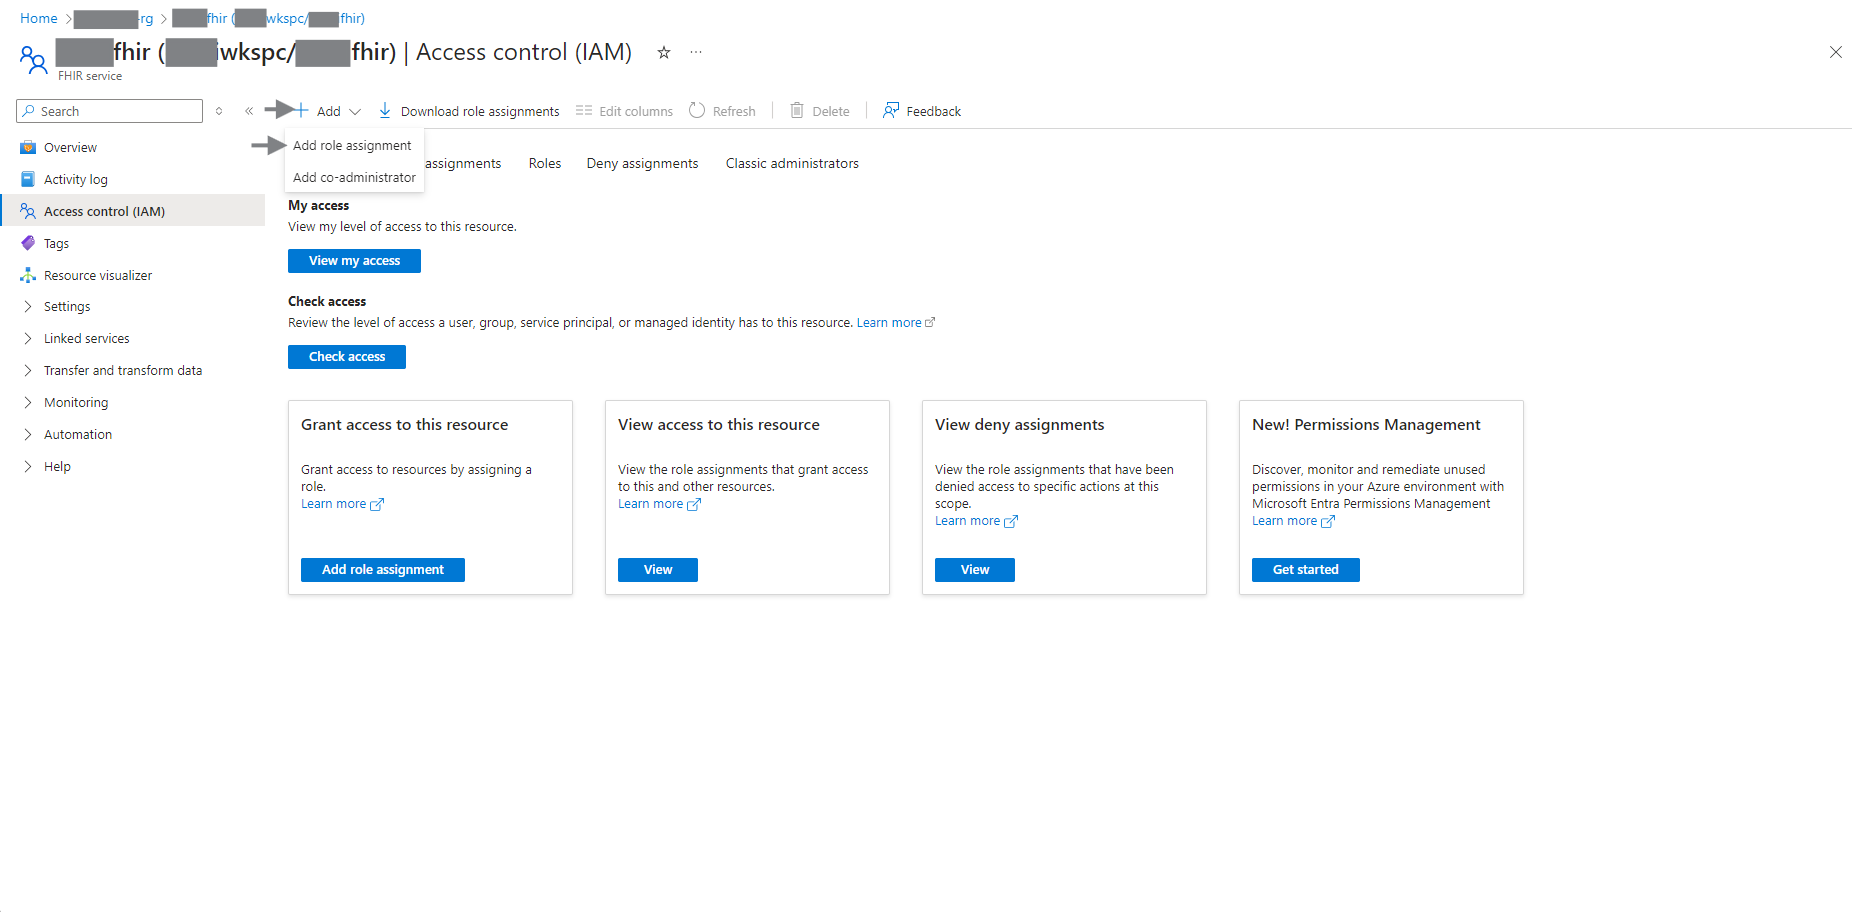 Home > -rg > fhir ( wkspc/ fhir)
fhir ( iwkspc/ fhir) | Access control (IAM)
FHIR service
Search
Add
Download role assignments
Edit columns
Refresh
Delete
Feedback
Add role assignment
Add co-administrator
assignments
Roles
Deny assignments
Classic administrators
Overview
Activity log
Access control (IAM)
Tags
Resource visualizer
Settings
Linked services
Transfer and transform data
Monitoring
Automation
Help
My access
View my level of access to this resource.
View my access
Check access
Review the level of access a user, group, service principal, or managed identity has to this resource. Learn more
Check access
Grant access to this resource
Grant access to resources by assigning a
role.
Learn more
Add role assignment
View access to this resource
View the role assignments that grant access
to this and other resources.
Learn more
View
View deny assignments
View the role assignments that have been
denied access to specific actions at this
scope.
Learn more
View
New! Permissions Management
Discover, monitor and remediate unused
permissions in your Azure environment with
Microsoft Entra Permissions Management
Learn more
Get started